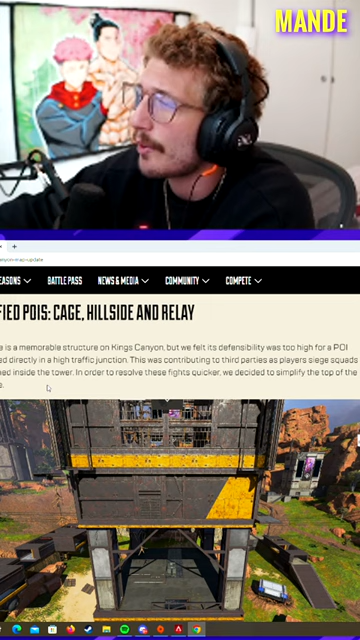 MANDE
anyon-map-update
EASONS
BATTLE PASS
NEWS & MEDIA
COMMUNITY
COMPETE
FIED POIS: CAGE, HILLSIDE AND RELAY
e is a memorable structure on Kings Canyon, but we felt its defensibility was too high for a POI
ed directly in a high traffic junction. This was contributing to third parties as players siege squads
ed inside the tower. In order to resolve these fights quicker, we decided to simplify the top of the
e.